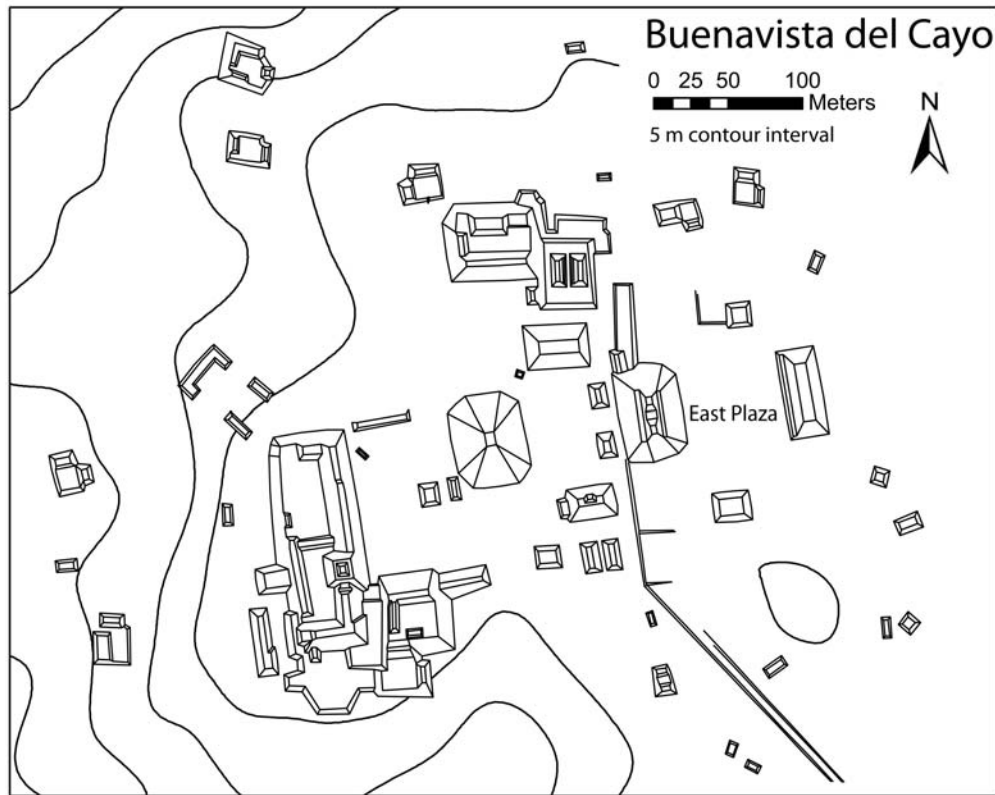 Buenavista del Cayo
0 25 50 100
Meters
5 m contour interval
N
East Plaza